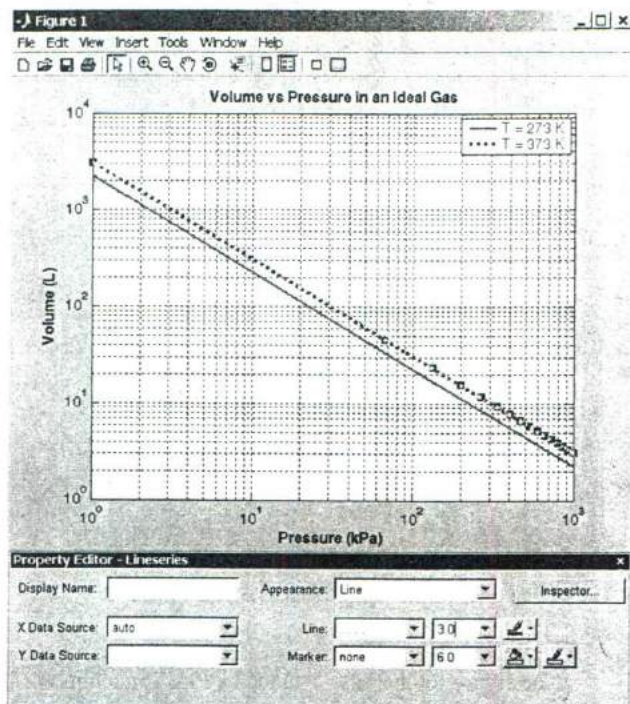 Figure 1
File Edit View Insert Tools Window Help
Volume vs Pressure in an Ideal Gas
T = 273 K
T = 373 K
10^4
10^3
10^2
10^1
10^0
Volume (L)
10^0 10^1 10^2 10^3
Pressure (kPa)
Property Editor - Lineseries
Display Name: Appearance: Line Inspector...
X Data Source: auto Line: 3.0
Y Data Source: Marker: none 6.0